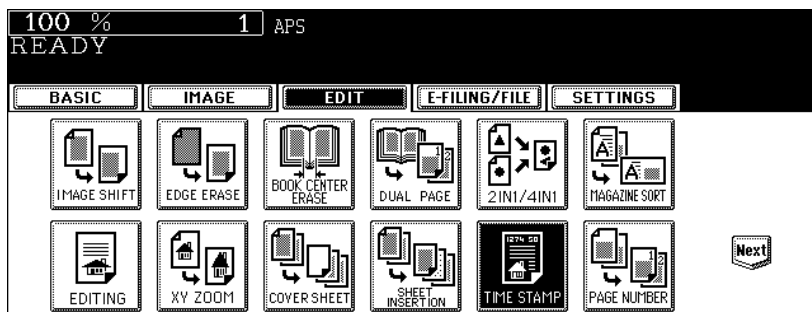 100 % 1 APS
READY
BASIC IMAGE EDIT E-FILING/FILE SETTINGS
IMAGE SHIFT EDGE ERASE BOOK CENTER ERASE DUAL PAGE 2IN1/4IN1 MAGAZINE SORT
EDITING XY ZOOM COVER SHEET SHEET INSERTION TIME STAMP PAGE NUMBER Next